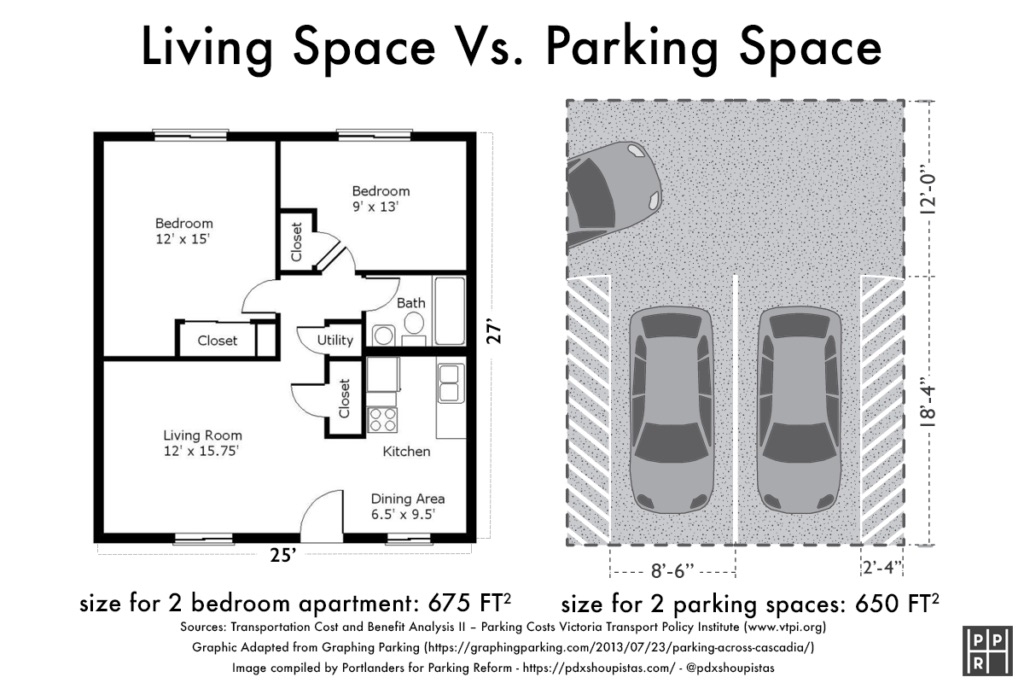 Living Space Vs. Parking Space
Bedroom
12' x 15'
Bedroom
9' x 13'
Closet
Bath
Closet
Utility
Closet
Living Room
12' x 15.75'
Kitchen
Dining Area
6.5' x 9.5'
27'
25'
12'-0"
18'-4"
8'-6"
2'-4"
size for 2 bedroom apartment: 675 FT²
size for 2 parking spaces: 650 FT²
Sources: Transportation Cost and Benefit Analysis II – Parking Costs Victoria Transport Policy Institute (www.vtpi.org)
Graphic Adapted from Graphing Parking (https://graphingparking.com/2013/07/23/parking-across-cascadia/)
Image compiled by Portlanders for Parking Reform - https://pdxshoupistas.com/ - @pdxshoupistas
PP
R